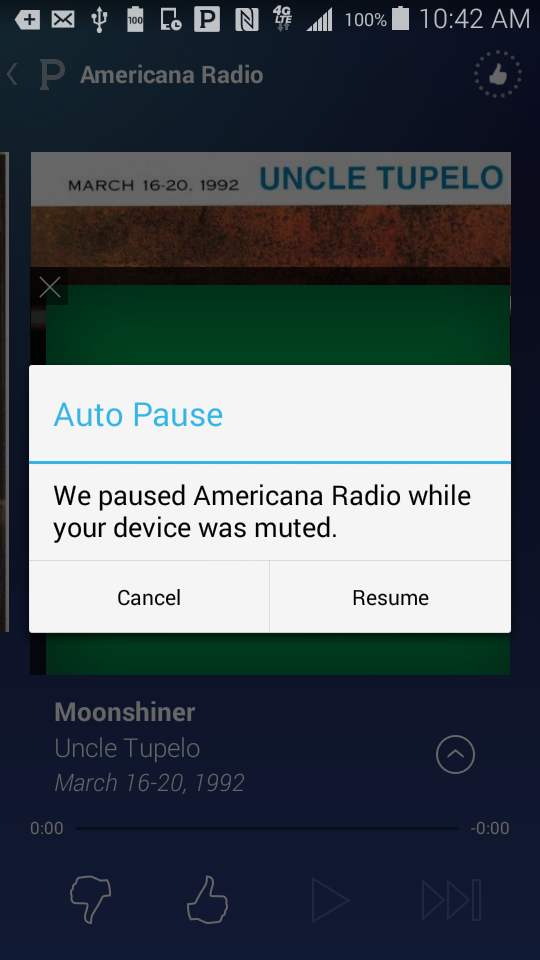 100
4G
LTE
100%
10:42 AM
P
Americana Radio
MARCH 16-20, 1992
UNCLE TUPELO
Auto Pause
We paused Americana Radio while
your device was muted.
Cancel
Resume
Moonshiner
Uncle Tupelo
March 16-20, 1992
0:00
-0:00